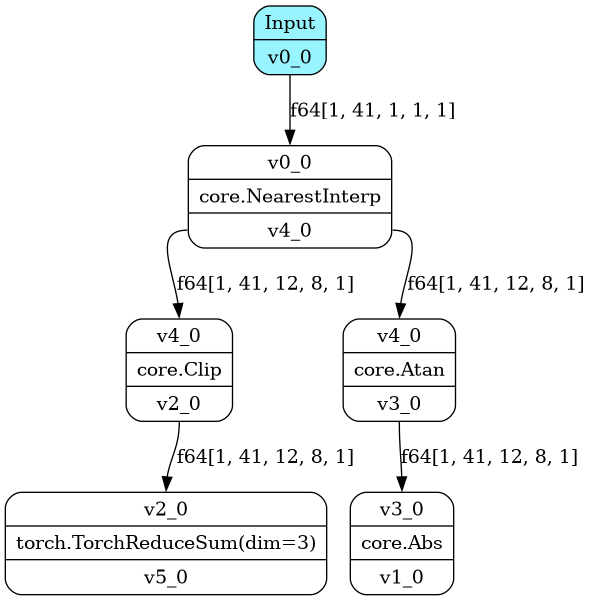 Input
v0_0
f64[1, 41, 1, 1, 1]
v0_0
core.NearestInterp
v4_0
f64[1, 41, 12, 8, 1]
f64[1, 41, 12, 8, 1]
v4_0
core.Clip
v2_0
v4_0
core.Atan
v3_0
f64[1, 41, 12, 8, 1]
f64[1, 41, 12, 8, 1]
v2_0
torch.TorchReduceSum(dim=3)
v5_0
v3_0
core.Abs
v1_0